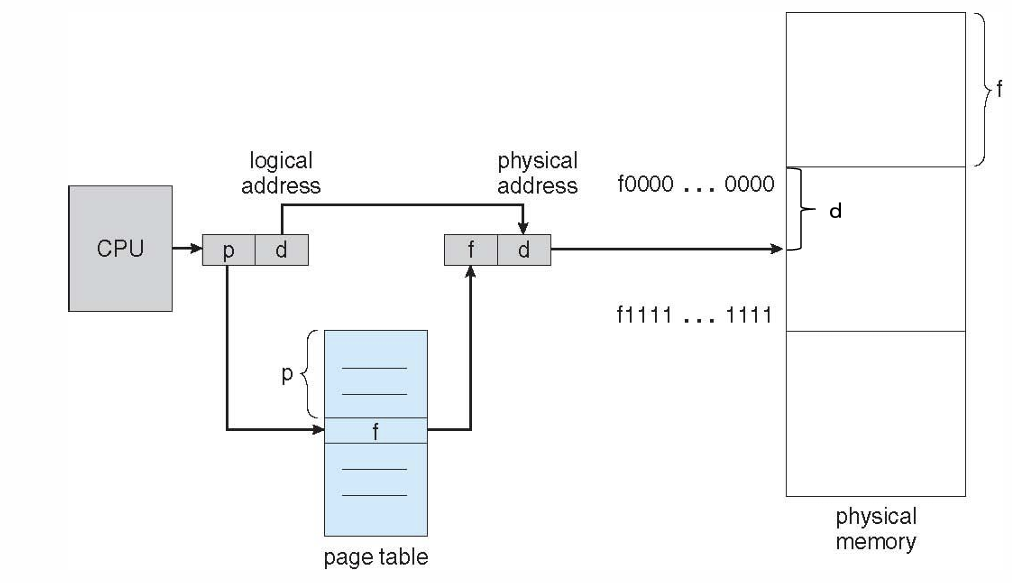 f
logical
address
physical
address
f0000 ... 0000
d
CPU
p
d
f
d
f1111 ... 1111
p
f
page table
physical
memory